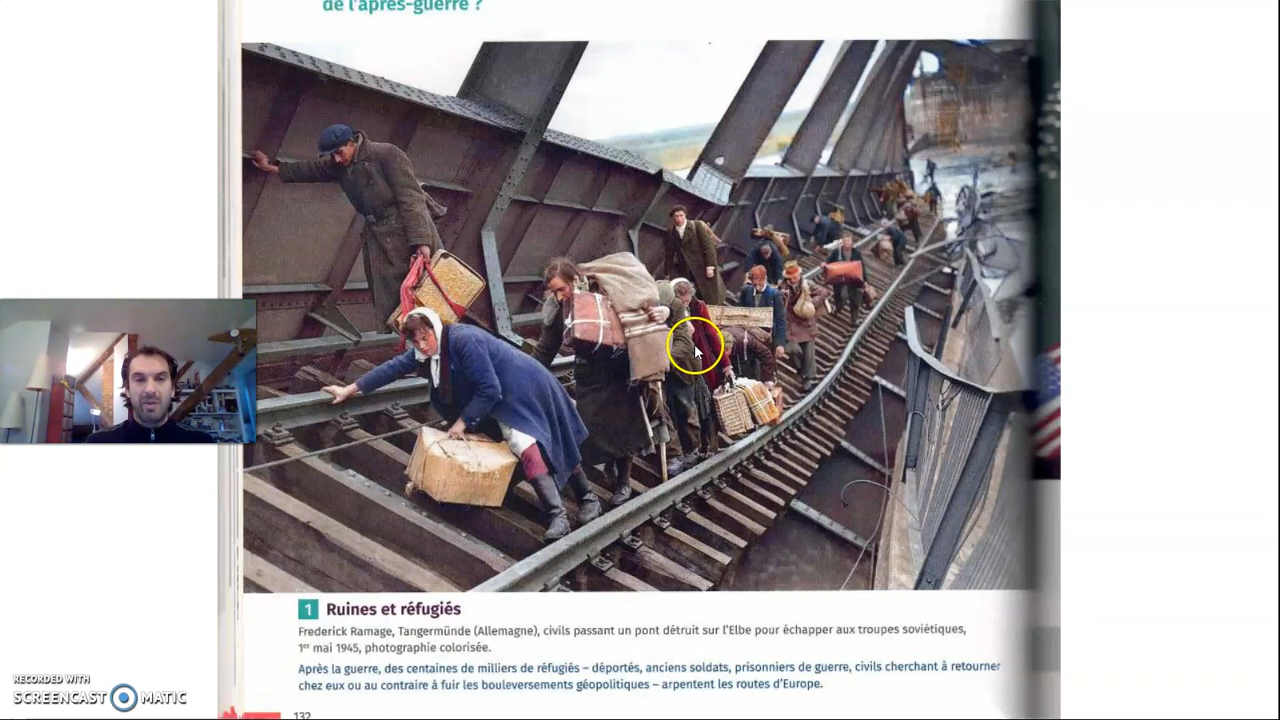 de l'après-guerre ?
1 Ruines et réfugiés
Frederick Ramage, Tangermünde (Allemagne), civils passant un pont détruit sur l'Elbe pour échapper aux troupes soviétiques,
1er mai 1945, photographie colorisée.
Après la guerre, des centaines de milliers de réfugiés – déportés, anciens soldats, prisonniers de guerre, civils cherchant à retourner
chez eux ou au contraire à fuir les bouleversements géopolitiques – arpentent les routes d'Europe.
132
RECORDED WITH
SCREENCAST MATIC